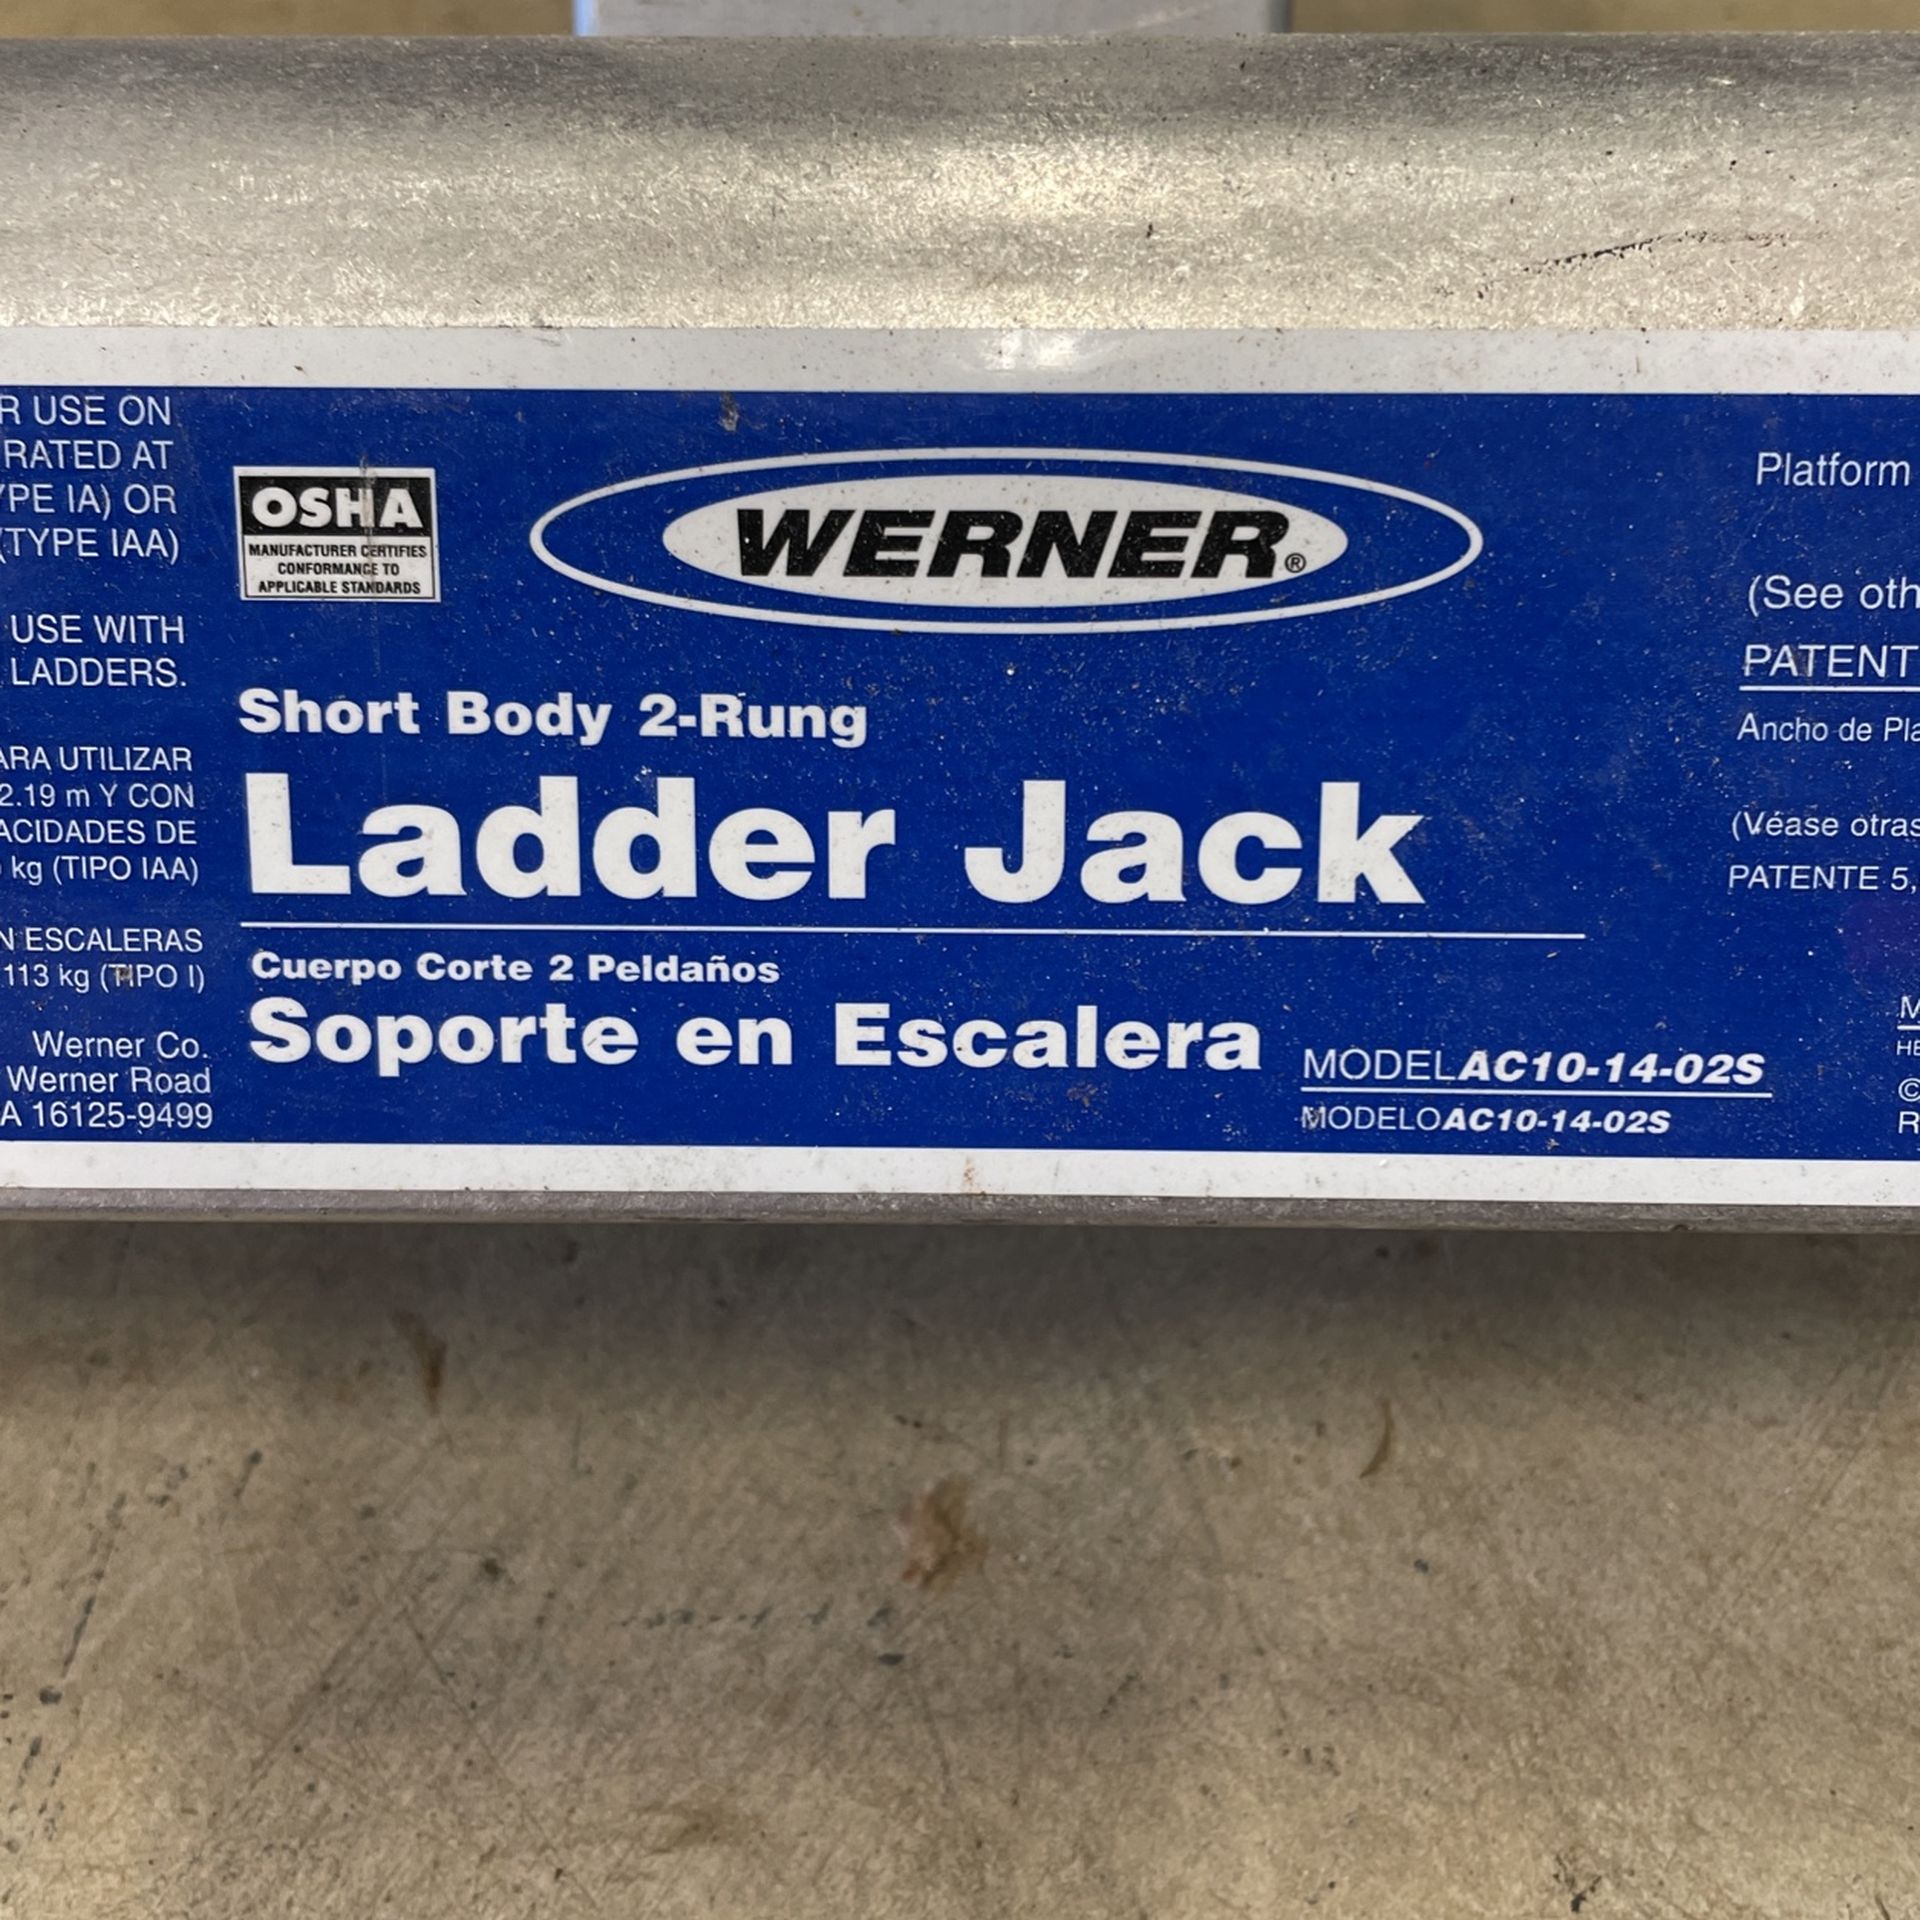 R USE ON
RATED AT
YPE IA) OR
(TYPE IAA)
USE WITH
LADDERS.
ARA UTILIZAR
2.19 m Y CON
ACIDADES DE
kg (TIPO IAA)
N ESCALERAS
113 kg (TIPO I)
Werner Co.
Werner Road
A 16125-9499
OSHA
MANUFACTURER CERTIFIES
CONFORMANCE TO
APPLICABLE STANDARDS
WERNER®
Short Body 2-Rung
Ladder Jack
Cuerpo Corte 2 Peldaños
Soporte en Escalera
MODEL AC10-14-02S
MODELO AC10-14-02S
Platform
(See oth
PATENT
Ancho de Pla
(Véase otras
PATENTE 5,
M
HE
©
R